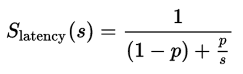 S_latency(s) = 1 / ((1 − p) + p/s)